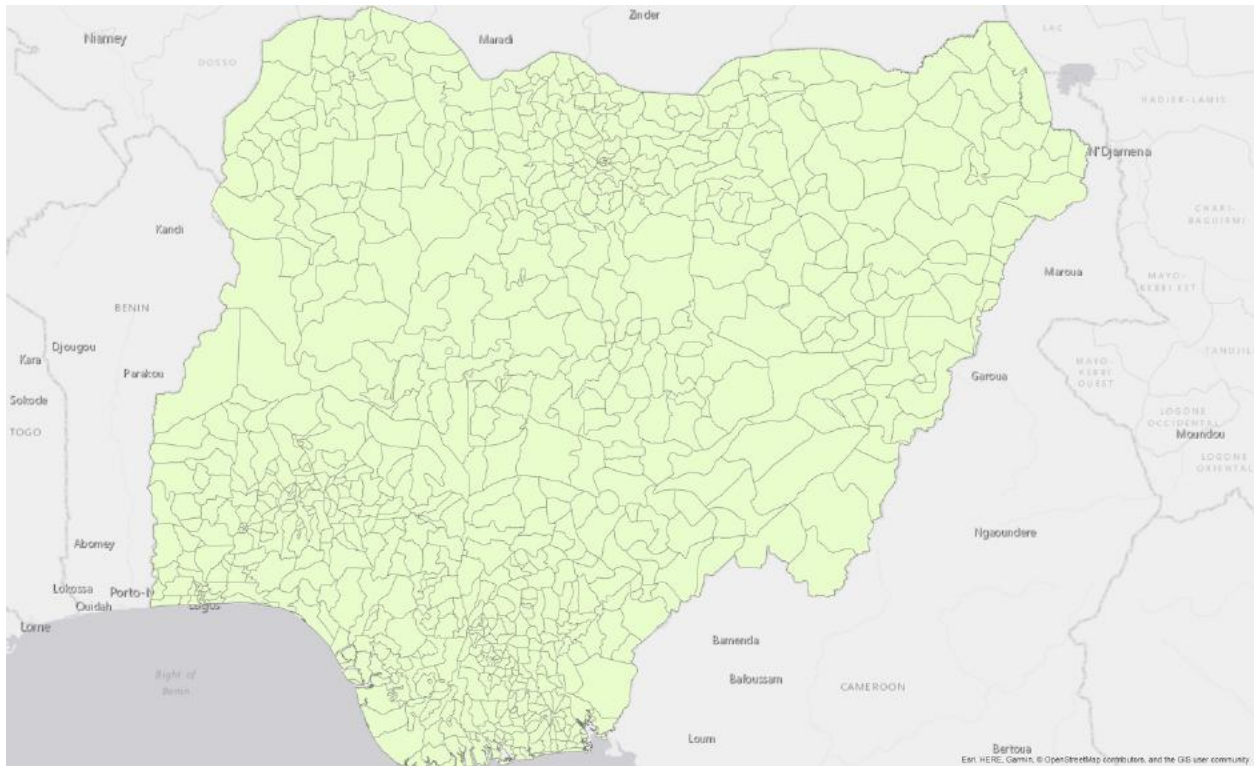 Zinder
Niamey
Maradi
LAC
DOSSO
HADJER-LAMIS
N'Djamena
CHARI-
BAGUIRMI
Kandi
Maroua
MAYO-
KEBBI EST
BENIN
Djougou
Kara
Parakou
TANDJILE
MAYO-
KEBBI
OUEST
Garoua
Sokode
LOGONE
OCCIDENTAL
TOGO
Moundou
LOGONE
ORIENTAL
Ngaoundere
Abomey
Lokossa
Porto-N
Ouidah
Lagos
Lome
Bamenda
Bight of
Benin
Bafoussam
CAMEROON
Loum
Bertoua
Esri, HERE, Garmin, © OpenStreetMap contributors, and the GIS user community